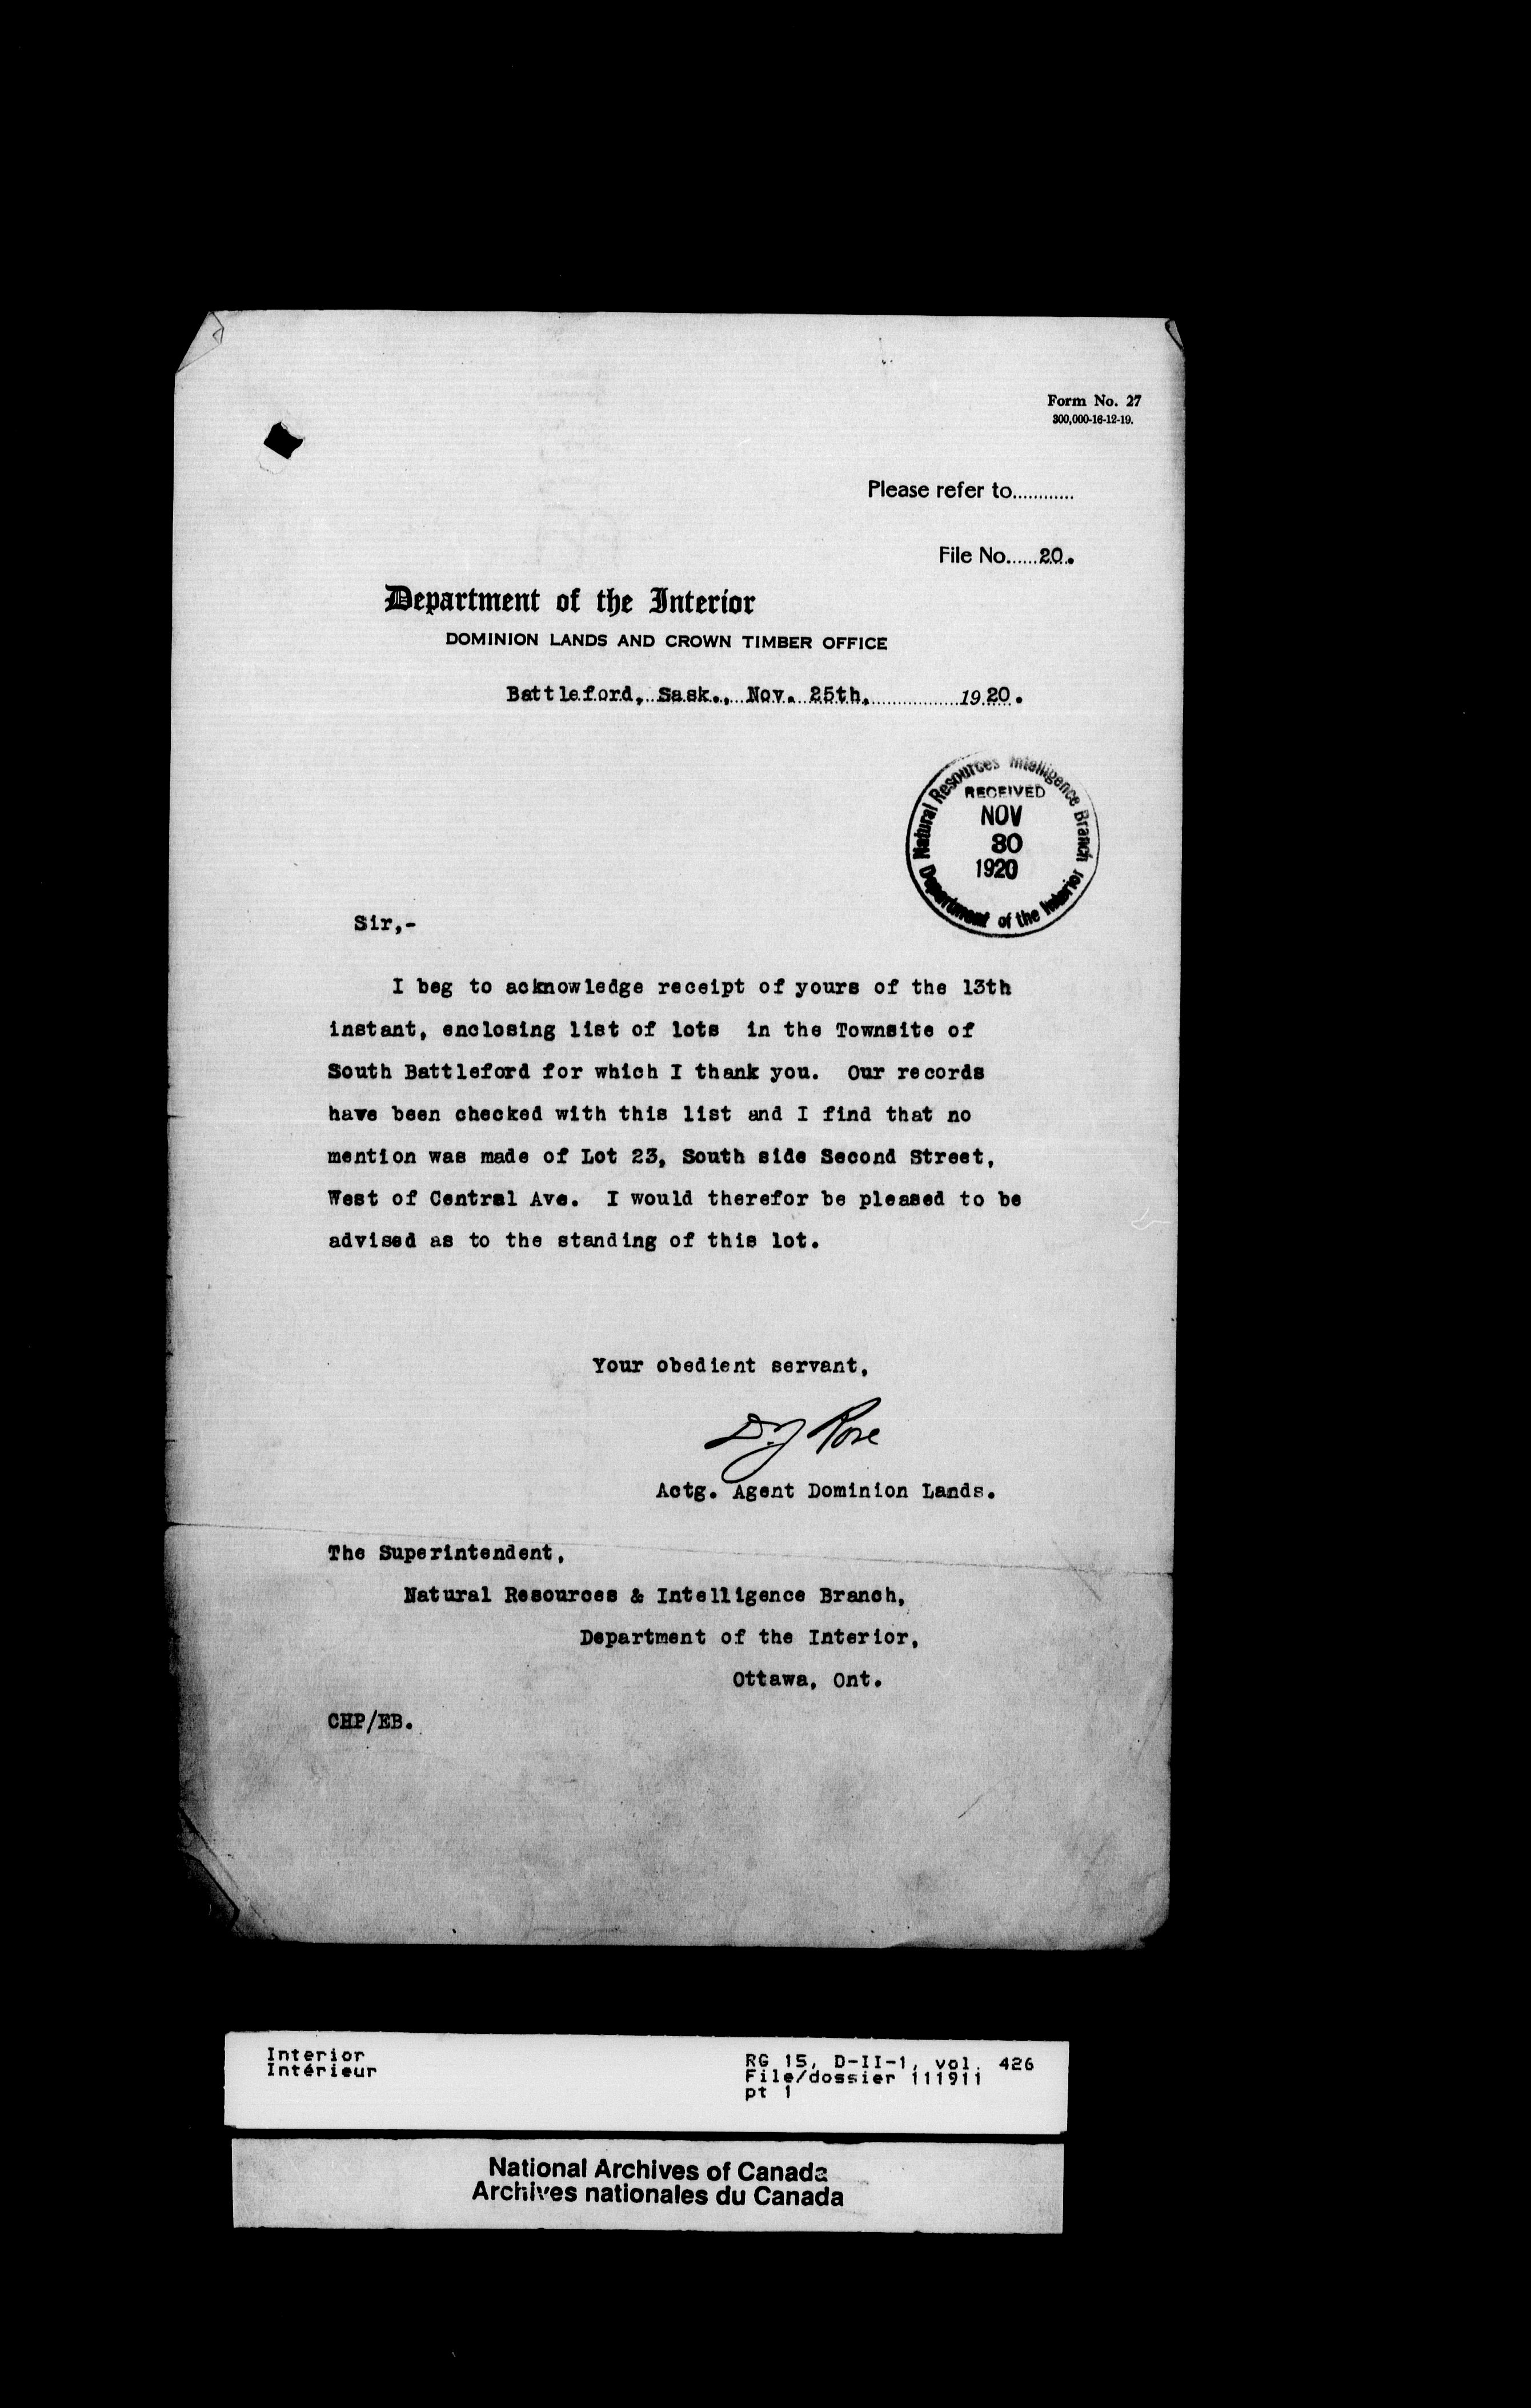 Form No. 27
300,000-16-12-19.
Please refer to............
File No......20..
Department of the Interior
DOMINION LANDS AND CROWN TIMBER OFFICE
Battleford, Sask., Nov. 25th, 1920.
Natural Resources Intelligence Branch
RECEIVED
NOV
30
1920
Department of the Interior
Sir,-
I beg to acknowledge receipt of yours of the 13th
instant, enclosing list of lots in the Townsite of
South Battleford for which I thank you. Our records
have been checked with this list and I find that no
mention was made of Lot 23, South side Second Street,
West of Central Ave. I would therefor be pleased to be
advised as to the standing of this lot.
Your obedient servant,
Rose
Actg. Agent Dominion Lands.
The Superintendent,
Natural Resources & Intelligence Branch,
Department of the Interior,
Ottawa, Ont.
CHP/EB.
Interior
Intérieur
RG 15, D-II-1, vol. 426
File/dossier 111911
pt 1
National Archives of Canada
Archives nationales du Canada